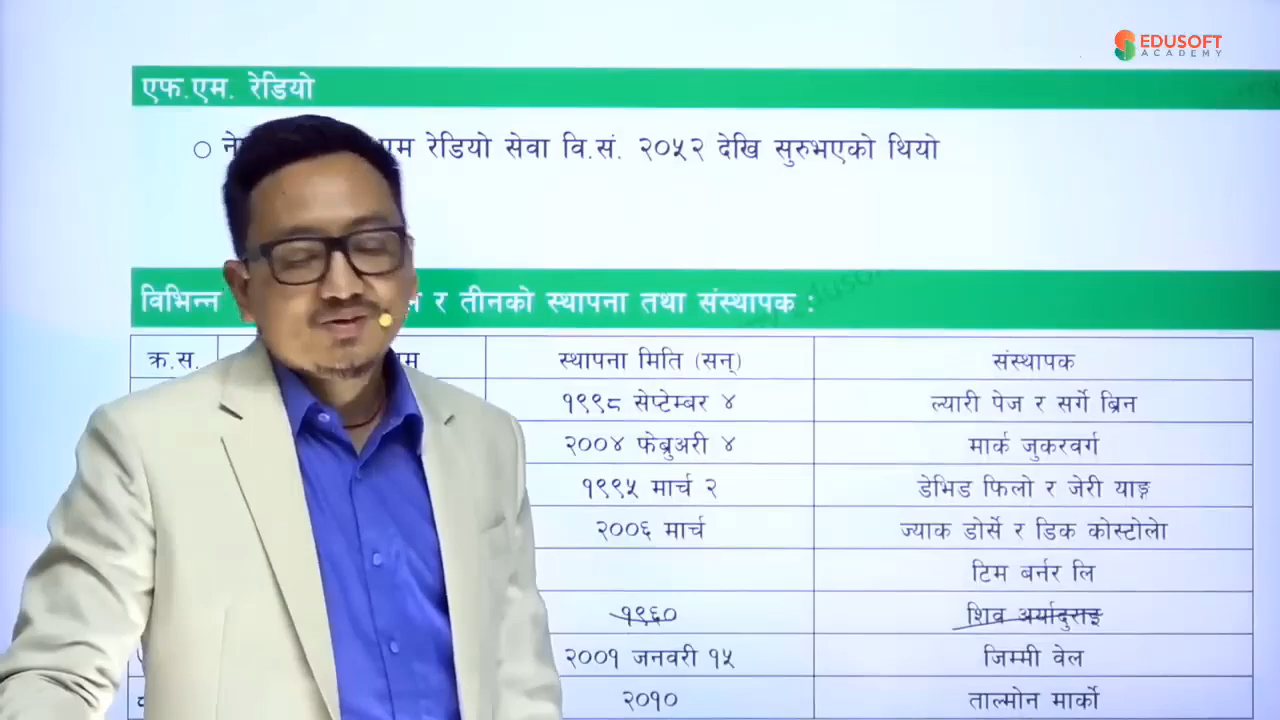 EDUSOFT
ACADEMY
एफ.एम. रेडियो
रेडियो सेवा वि.सं. २०५२ देखि सुरुभएको थियो
विभिन्न र तीनको स्थापना तथा संस्थापक :
क्र.स. स्थापना मिति (सन्) संस्थापक
१९९८ सेप्टेम्बर ४ ल्यारी पेज र सर्गे ब्रिन
२००४ फेब्रुअरी ४ मार्क जुकरवर्ग
१९९५ मार्च २ डेभिड फिलो र जेरी याङ्ग
२००६ मार्च ज्याक डोर्से र डिक कोस्टोलो
टिम बर्नर लि
१९६० शिव
२००१ जनवरी १५ जिम्मी वेल
२०१० ताल्मोन मार्को